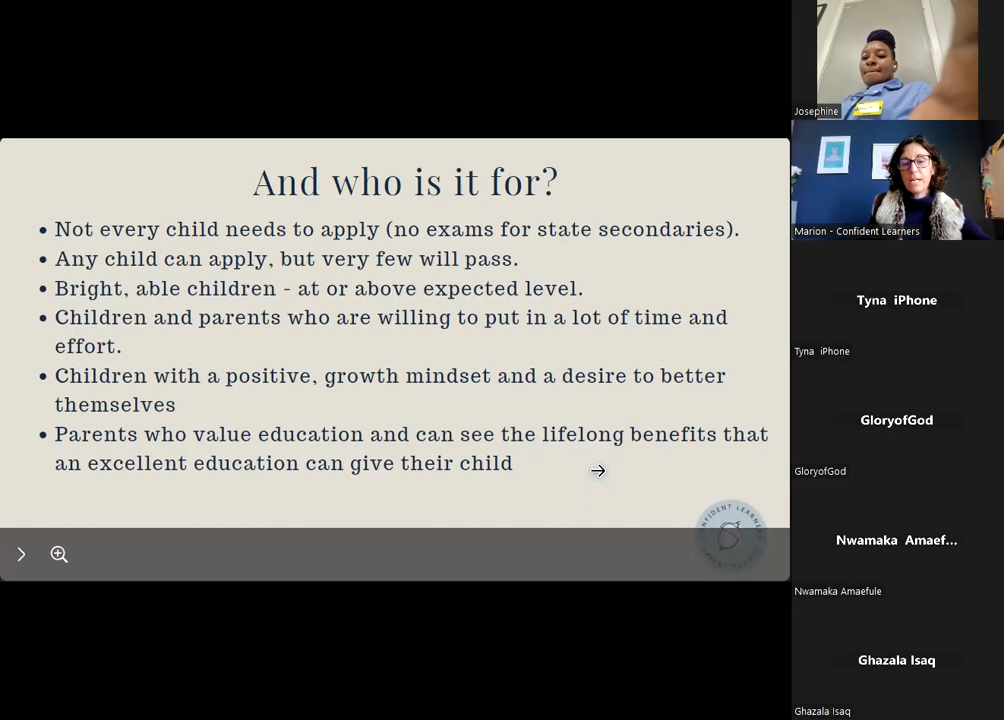 And who is it for?
• Not every child needs to apply (no exams for state secondaries).
• Any child can apply, but very few will pass.
• Bright, able children - at or above expected level.
• Children and parents who are willing to put in a lot of time and
effort.
• Children with a positive, growth mindset and a desire to better
themselves
• Parents who value education and can see the lifelong benefits that
an excellent education can give their child
Josephine
Marion - Confident Learners
Tyna iPhone
Tyna iPhone
GloryofGod
GloryofGod
Nwamaka Amaef...
Nwamaka Amaefule
Ghazala Isaq
Ghazala Isaq